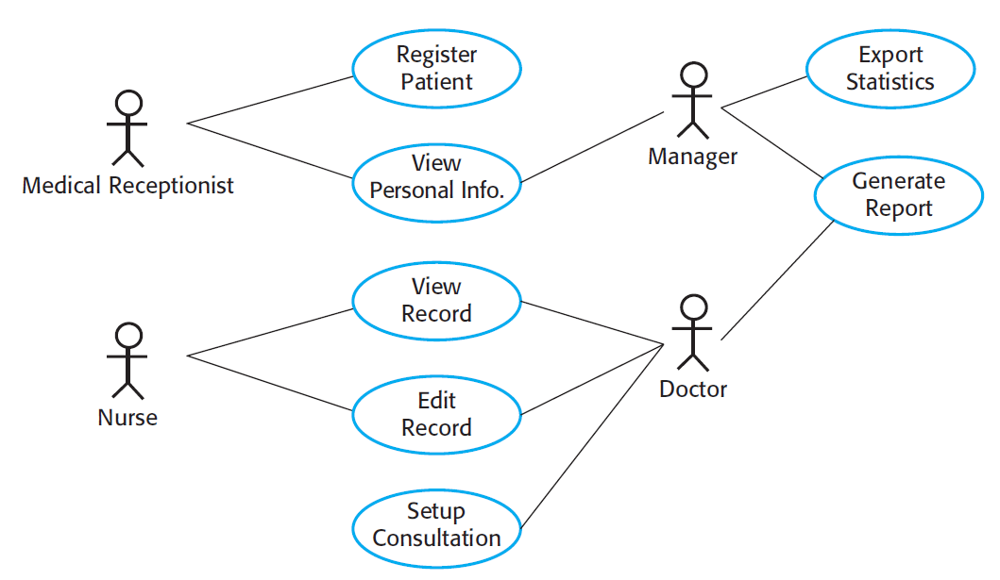 Register
Patient
Medical Receptionist
View
Personal Info.
Manager
Export
Statistics
Generate
Report
View
Record
Nurse
Edit
Record
Doctor
Setup
Consultation